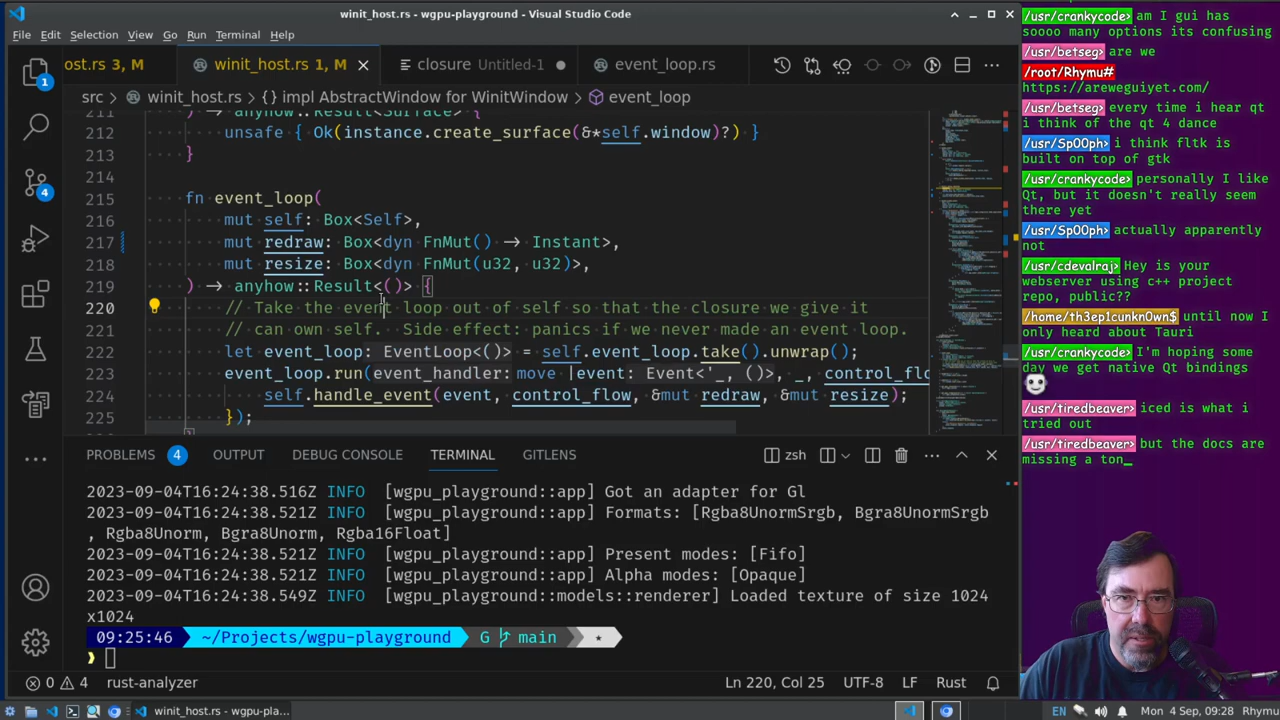 winit_host.rs - wgpu-playground - Visual Studio Code
File Edit Selection View Go Run Terminal Help
ost.rs 3, M winit_host.rs 1, M closure Untitled-1 event_loop.rs
src winit_host.rs {} impl AbstractWindow for WinitWindow event_loop
) → anyhow::Result<Surface> {
212 unsafe { Ok(instance.create_surface(&*self.window)?) }
213 }
214
215 fn event_loop(
216 mut self: Box<Self>,
mut redraw: Box<dyn FnMut() → Instant>,
218 mut resize: Box<dyn FnMut(u32, u32)>,
219 ) → anyhow::Result<()> {
the event loop out of self so that the closure we give it
221 // can own self. Side effect: panics if we never made an event loop.
222 let event_loop: EventLoop<()> = self.event_loop.take().unwrap();
223 event_loop.run(event_handler: move |event: Event<'_, ()>, _, control_flo
224 self.handle_event(event, control_flow, &mut redraw, &mut resize);
225 });
226 }
PROBLEMS 4 OUTPUT DEBUG CONSOLE TERMINAL GITLENS zsh
2023-09-04T16:24:38.516Z INFO [wgpu_playground::app] Got an adapter for Gl
2023-09-04T16:24:38.521Z INFO [wgpu_playground::app] Formats: [Rgba8UnormSrgb, Bgra8UnormSrgb
, Rgba8Unorm, Bgra8Unorm, Rgba16Float]
2023-09-04T16:24:38.521Z INFO [wgpu_playground::app] Present modes: [Fifo]
2023-09-04T16:24:38.521Z INFO [wgpu_playground::app] Alpha modes: [Opaque]
2023-09-04T16:24:38.549Z INFO [wgpu_playground::models::renderer] Loaded texture of size 1024
x1024
09:25:46 ~/Projects/wgpu-playground G main ★
❯
0 4 rust-analyzer Ln 220, Col 25 UTF-8 LF Rust
winit_host.rs - wgpu-pla... EN Mon 4 Sep, 09:28 Rhymu
1
4
/usr/crankycode> am I gui has
soooo many options its confusing
/usr/betseg> are we
/root/Rhymu#
https://areweguiyet.com/
/usr/betseg> every time i hear qt
i think of the qt 4 dance
/usr/Sp00ph> i think fltk is
built on top of gtk
/usr/crankycode> personally I like
Qt, but it doesn't really seem
there yet
/usr/Sp00ph> actually apparently
not
/usr/cdevalraj> Hey is your
webserver using c++ project
repo, public??
/home/th3ep1cunkn0wn$ until now I
only heard about Tauri
/usr/crankycode> I'm hoping some
day we get native Qt bindings
/usr/tiredbeaver> iced is what i
tried out
/usr/tiredbeaver> but the docs are
missing a ton_